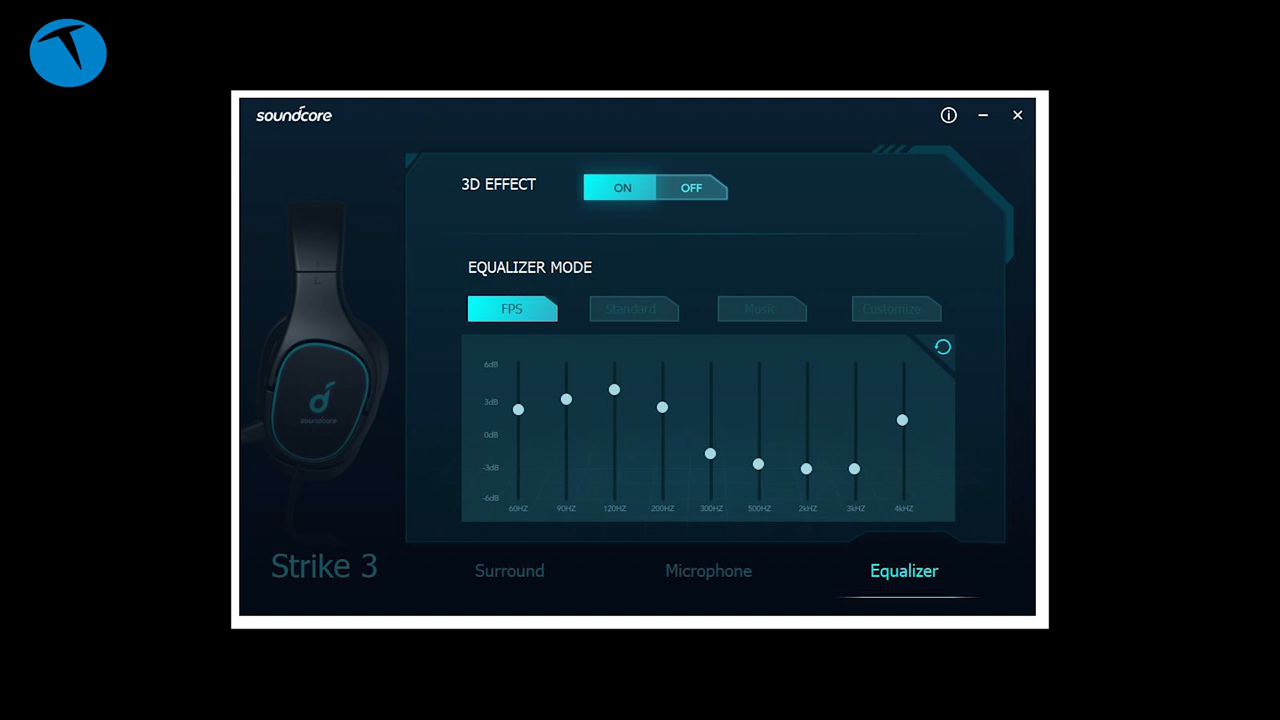 soundcore
3D EFFECT
ON OFF
EQUALIZER MODE
FPS Standard Music Customize
6dB
3dB
0dB
-3dB
-6dB
60HZ 90HZ 120HZ 200HZ 300HZ 500HZ 2kHZ 3kHZ 4kHZ
soundcore
Strike 3
Surround Microphone Equalizer